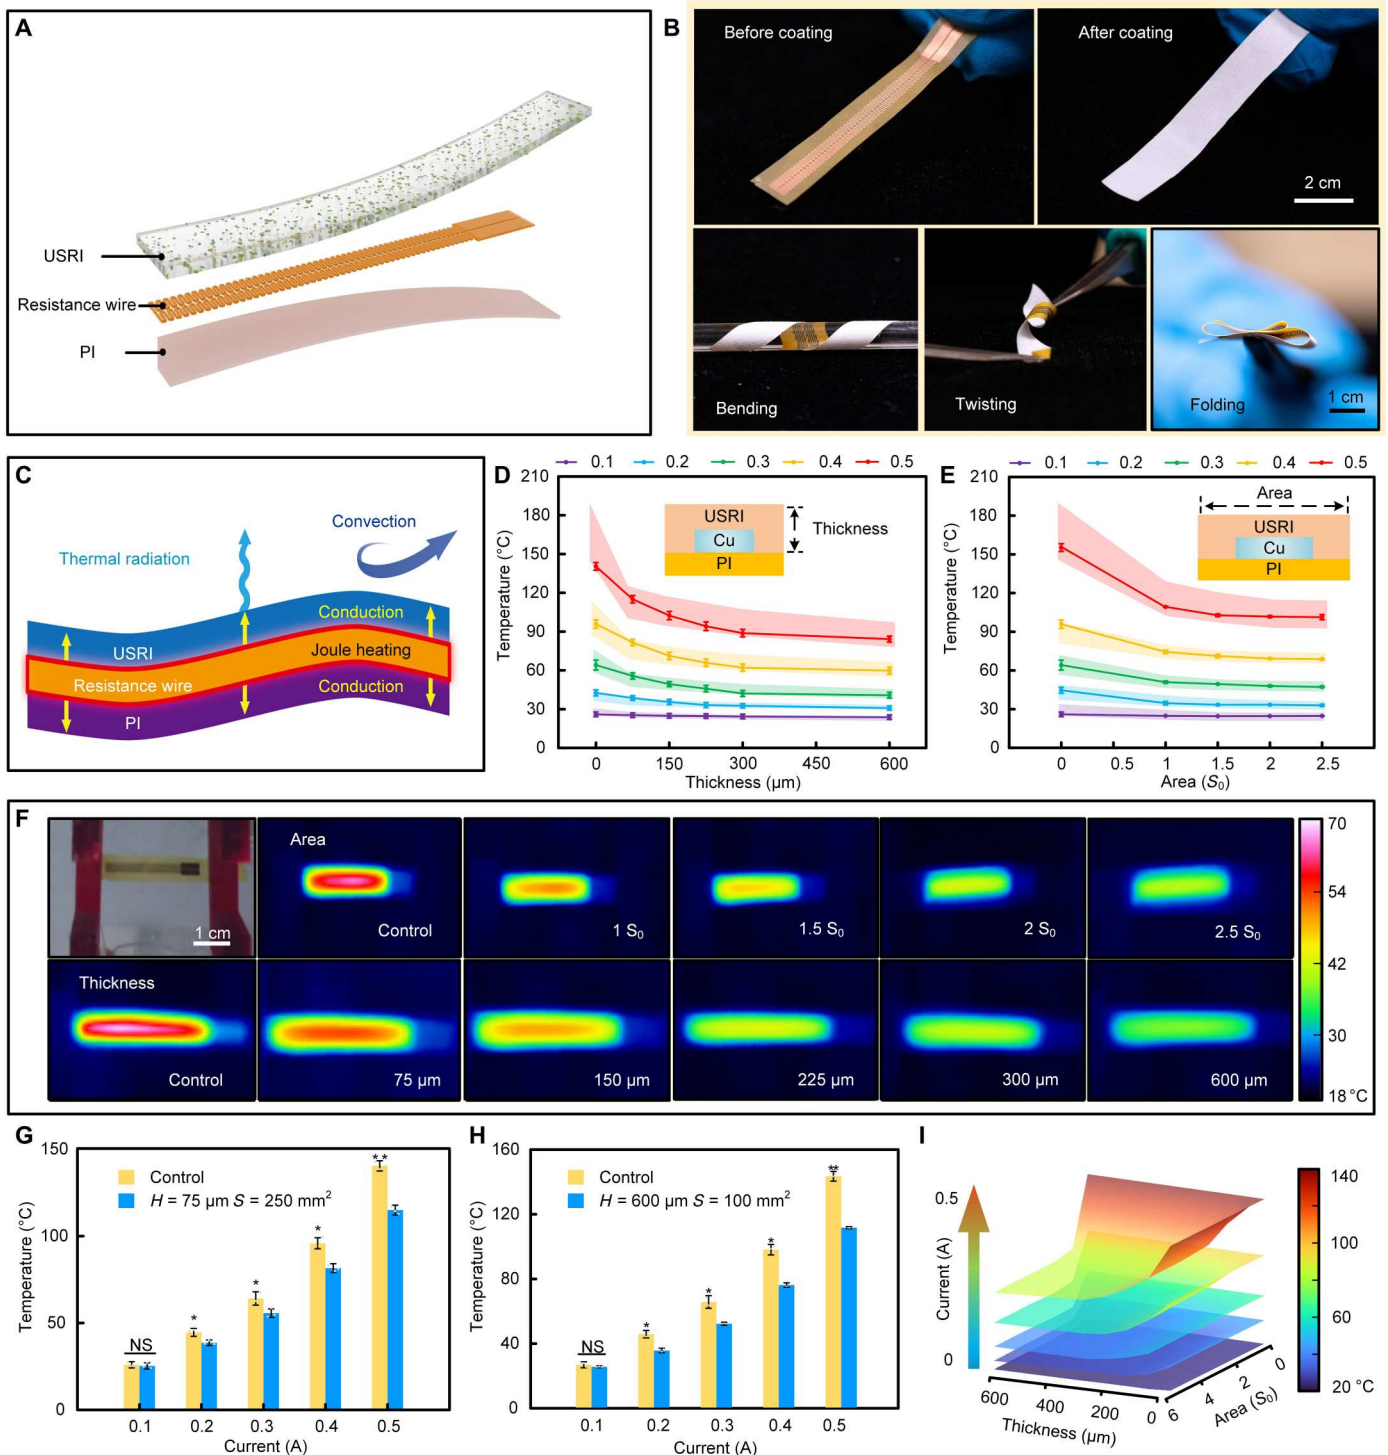 A
USRI
Resistance wire
PI
B
Before coating
After coating
2 cm
Bending
Twisting
Folding
1 cm
C
Thermal radiation
Convection
Conduction
USRI
Joule heating
Resistance wire
Conduction
PI
D
0.1 0.2 0.3 0.4 0.5
210
180
150
120
90
60
30
0
Temperature (°C)
USRI
Cu
PI
Thickness
0 150 300 450 600
Thickness (µm)
E
0.1 0.2 0.3 0.4 0.5
210
180
150
120
90
60
30
0
Temperature (°C)
Area
USRI
Cu
PI
0 0.5 1.0 1.5 2 2.5
Area (S₀)
F
1 cm
Area
Control
1 S₀
1.5 S₀
2 S₀
2.5 S₀
Thickness
Control
75 µm
150 µm
225 µm
300 µm
600 µm
70
54
42
30
18 °C
G
150
100
50
0
Temperature (°C)
Control
H = 75 µm S = 250 mm²
NS
*
*
*
**
0.1 0.2 0.3 0.4 0.5
Current (A)
H
160
120
80
40
0
Temperature (°C)
Control
H = 600 µm S = 100 mm²
NS
*
*
*
**
0.1 0.2 0.3 0.4 0.5
Current (A)
I
0.5
Current (A)
0
600 400 200 0
Thickness (µm)
6 4 2 0
Area (S₀)
140
100
60
20 °C